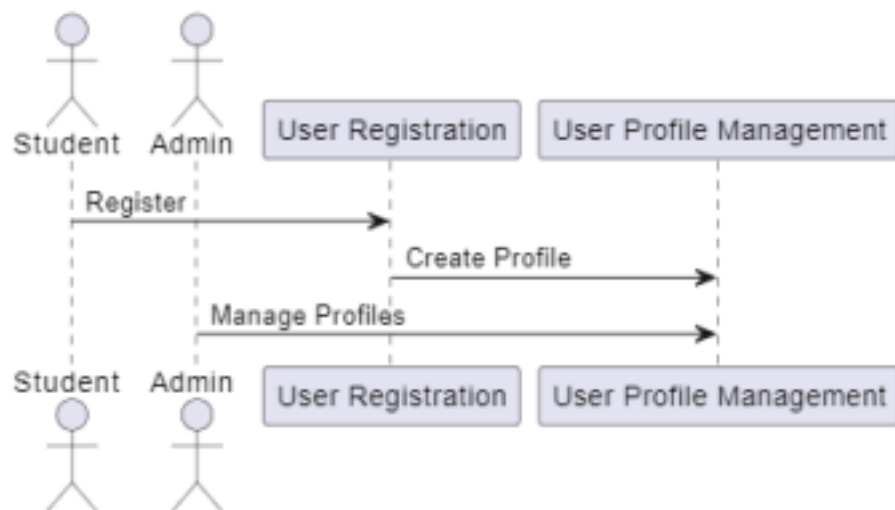 Student
Admin
User Registration
User Profile Management
Register
Create Profile
Manage Profiles
Student
Admin
User Registration
User Profile Management